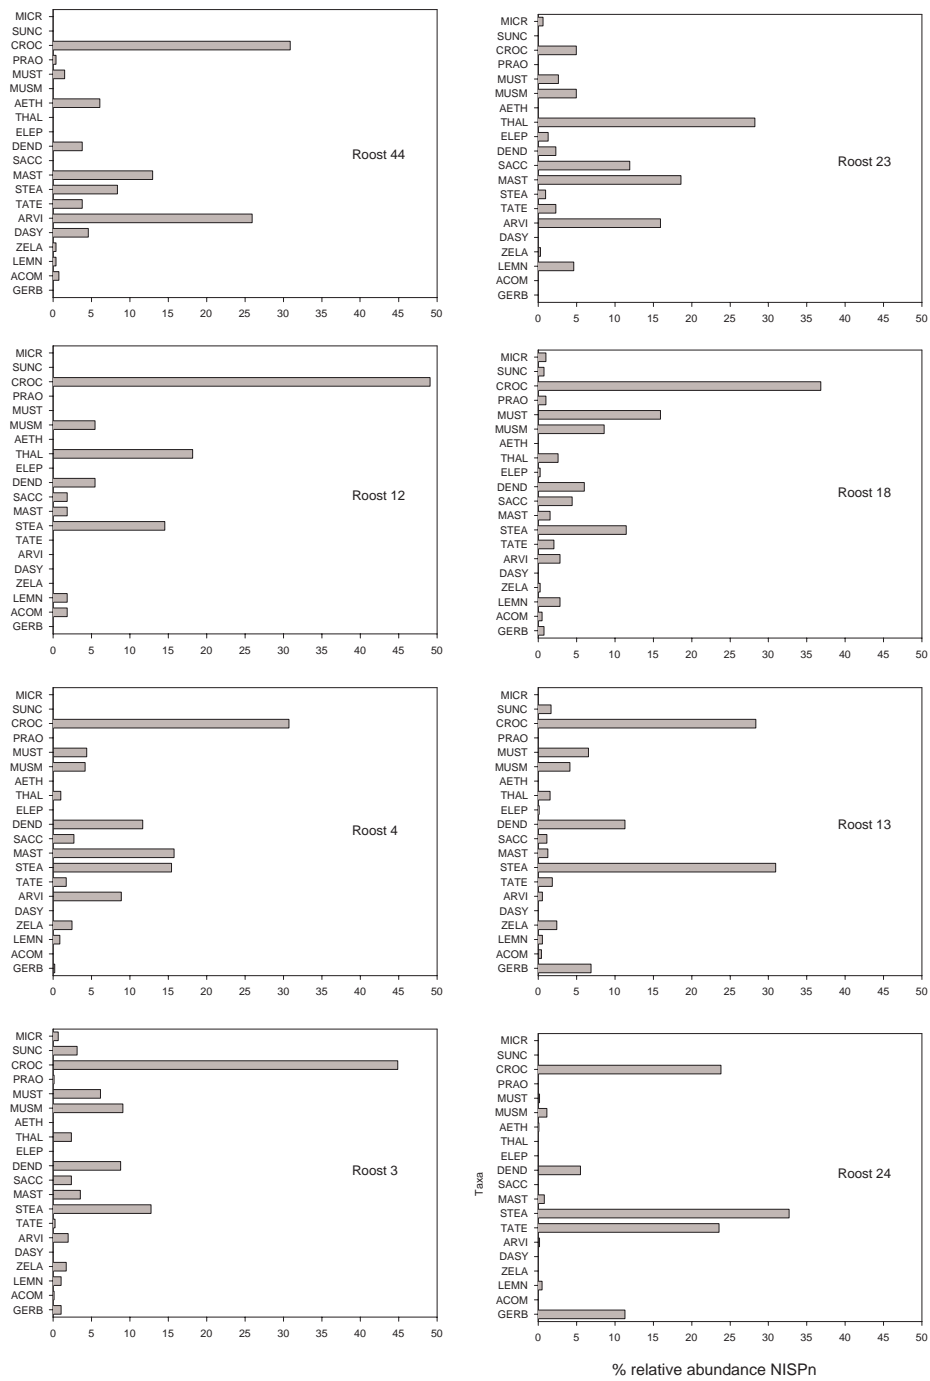 MICR
SUNC
CROC
PRAO
MUST
MUSM
AETH
THAL
ELEP
DEND
SACC
MAST
STEA
TATE
ARVI
DASY
ZELA
LEMN
ACOM
GERB
Roost 44
0 5 10 15 20 25 30 35 40 45 50
MICR
SUNC
CROC
PRAO
MUST
MUSM
AETH
THAL
ELEP
DEND
SACC
MAST
STEA
TATE
ARVI
DASY
ZELA
LEMN
ACOM
GERB
Roost 23
0 5 10 15 20 25 30 35 40 45 50
MICR
SUNC
CROC
PRAO
MUST
MUSM
AETH
THAL
ELEP
DEND
SACC
MAST
STEA
TATE
ARVI
DASY
ZELA
LEMN
ACOM
GERB
Roost 12
0 5 10 15 20 25 30 35 40 45 50
MICR
SUNC
CROC
PRAO
MUST
MUSM
AETH
THAL
ELEP
DEND
SACC
MAST
STEA
TATE
ARVI
DASY
ZELA
LEMN
ACOM
GERB
Roost 18
0 5 10 15 20 25 30 35 40 45 50
MICR
SUNC
CROC
PRAO
MUST
MUSM
AETH
THAL
ELEP
DEND
SACC
MAST
STEA
TATE
ARVI
DASY
ZELA
LEMN
ACOM
GERB
Roost 4
0 5 10 15 20 25 30 35 40 45 50
MICR
SUNC
CROC
PRAO
MUST
MUSM
AETH
THAL
ELEP
DEND
SACC
MAST
STEA
TATE
ARVI
DASY
ZELA
LEMN
ACOM
GERB
Roost 13
0 5 10 15 20 25 30 35 40 45 50
MICR
SUNC
CROC
PRAO
MUST
MUSM
AETH
THAL
ELEP
DEND
SACC
MAST
STEA
TATE
ARVI
DASY
ZELA
LEMN
ACOM
GERB
Roost 3
0 5 10 15 20 25 30 35 40 45 50
Taxa
MICR
SUNC
CROC
PRAO
MUST
MUSM
AETH
THAL
ELEP
DEND
SACC
MAST
STEA
TATE
ARVI
DASY
ZELA
LEMN
ACOM
GERB
Roost 24
0 5 10 15 20 25 30 35 40 45 50
% relative abundance NISPn